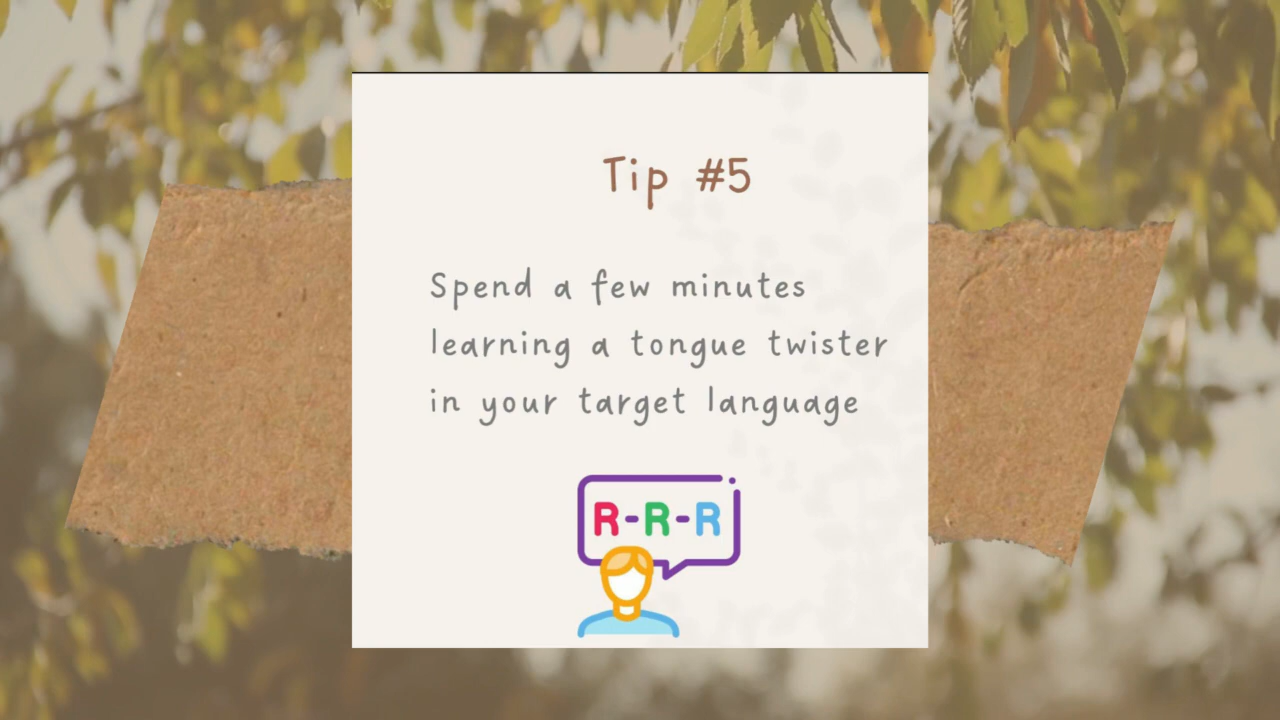 Tip #5
Spend a few minutes
learning a tongue twister
in your target language
R-R-R